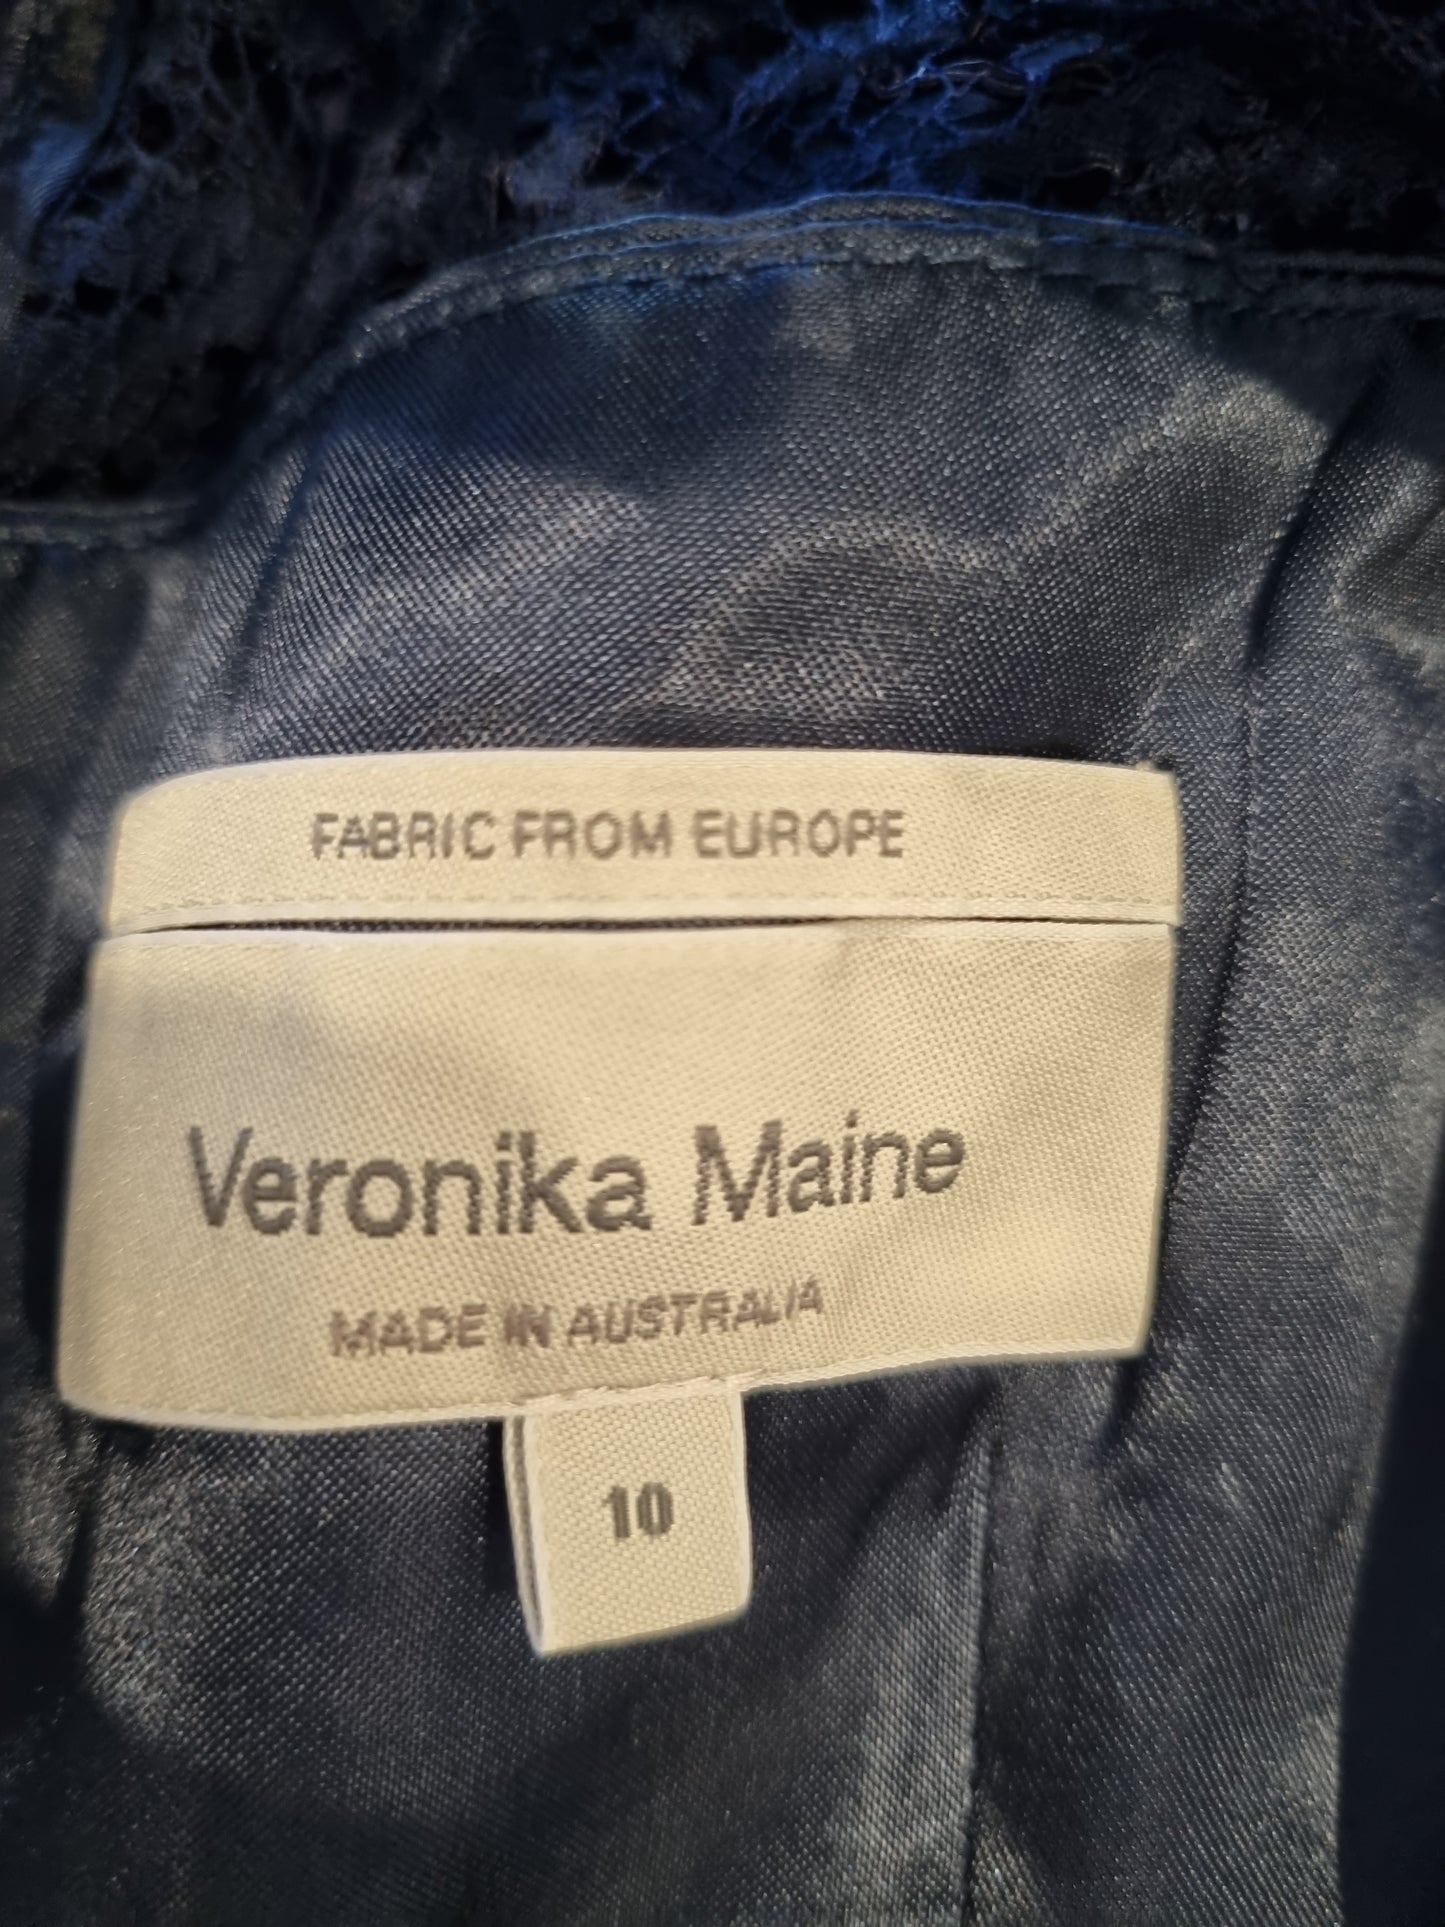 FABRIC FROM EUROPE
Veronika Maine
MADE IN AUSTRALIA
10